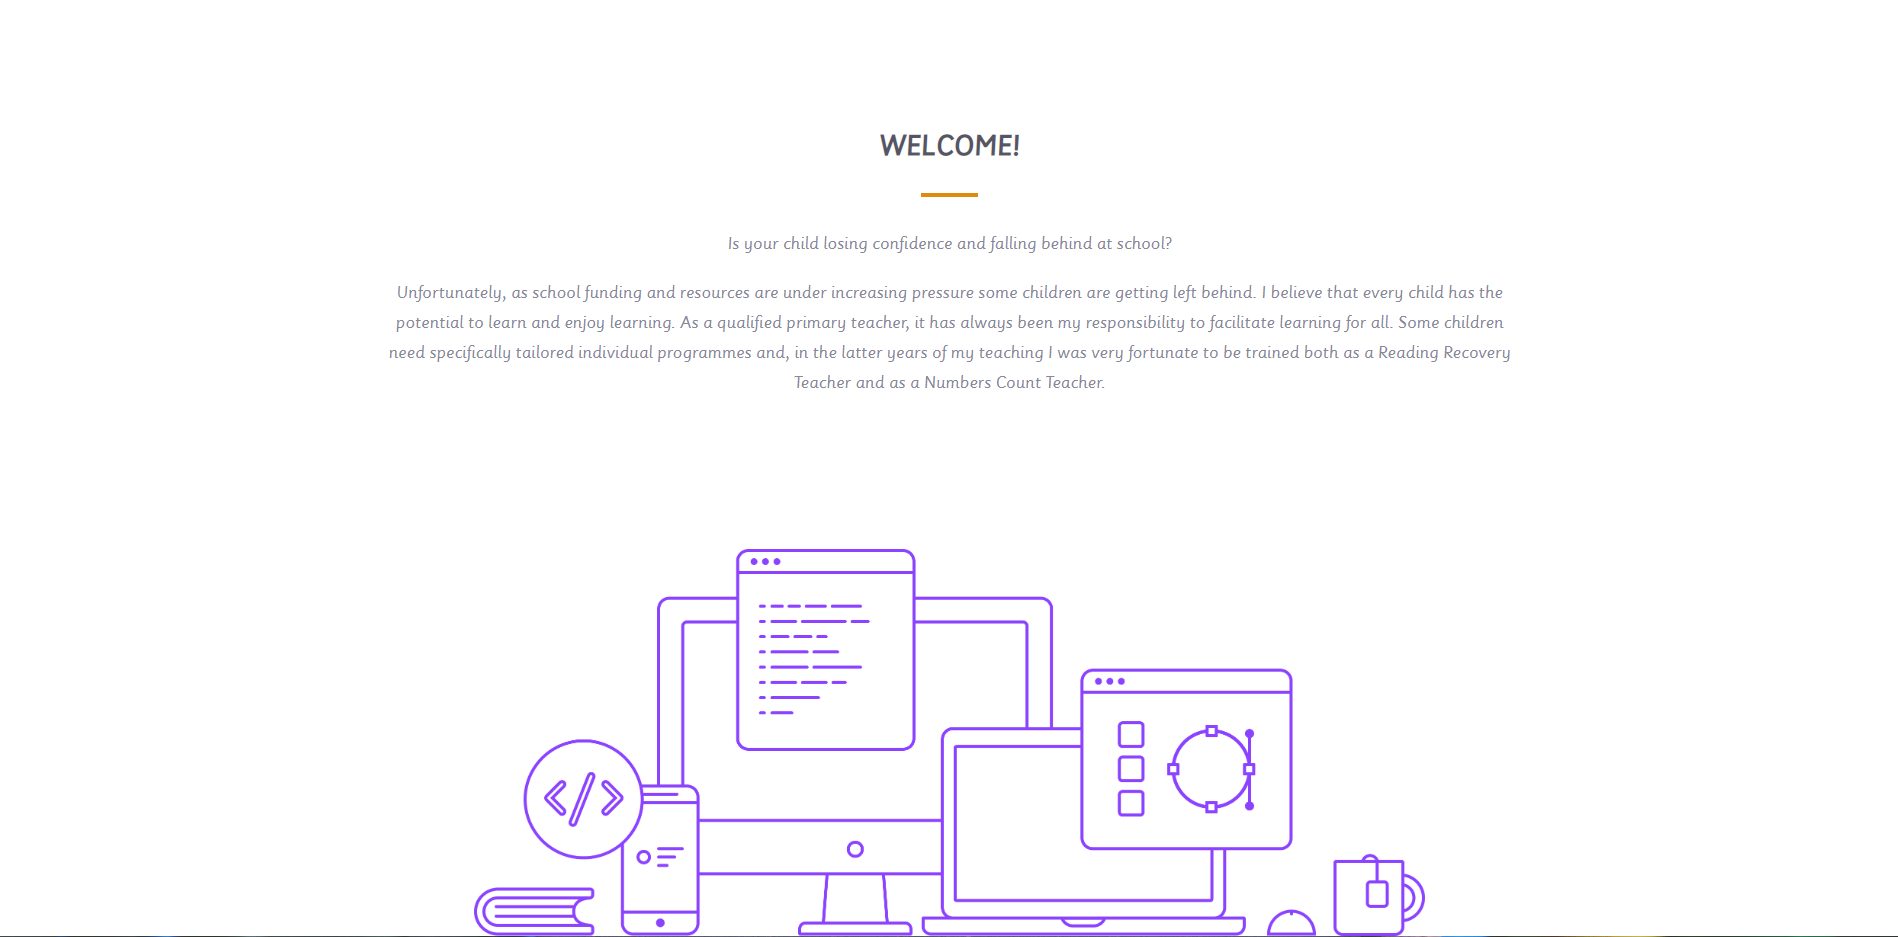 WELCOME!
Is your child losing confidence and falling behind at school?
Unfortunately, as school funding and resources are under increasing pressure some children are getting left behind. I believe that every child has the
potential to learn and enjoy learning. As a qualified primary teacher, it has always been my responsibility to facilitate learning for all. Some children
need specifically tailored individual programmes and, in the latter years of my teaching I was very fortunate to be trained both as a Reading Recovery
Teacher and as a Numbers Count Teacher.